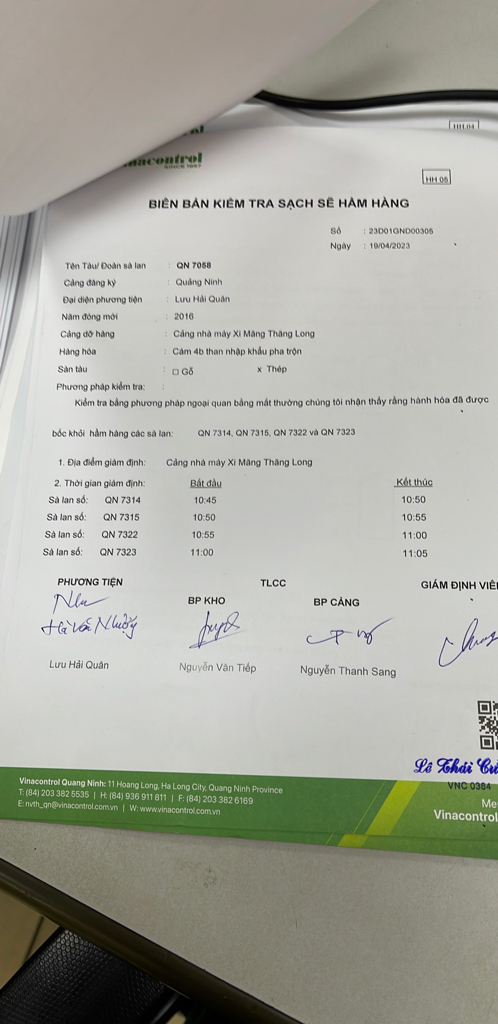 HH.04
nacontrol
SINCE 1957
HH 05
BIÊN BẢN KIỂM TRA SẠCH SẼ HẦM HÀNG
Số : 23D01GND00305
Ngày : 19/04/2023
Tên Tàu/ Đoàn sà lan : QN 7058
Cảng đăng ký : Quảng Ninh
Đại diện phương tiện : Lưu Hải Quân
Năm đóng mới : 2016
Cảng dỡ hàng : Cảng nhà máy Xi Măng Thăng Long
Hàng hóa : Cám 4b than nhập khẩu pha trộn
Sàn tàu : □ Gỗ x Thép
Phương pháp kiểm tra: :
Kiểm tra bằng phương pháp ngoại quan bằng mắt thường chúng tôi nhận thấy rằng hành hóa đã được
bốc khỏi hầm hàng các sà lan: QN 7314, QN 7315, QN 7322 và QN 7323
1. Địa điểm giám định: Cảng nhà máy Xi Măng Thăng Long
2. Thời gian giám định: Bắt đầu Kết thúc
Sà lan số: QN 7314 10:45 10:50
Sà lan số: QN 7315 10:50 10:55
Sà lan số: QN 7322 10:55 11:00
Sà lan số: QN 7323 11:00 11:05
PHƯƠNG TIỆN TLCC GIÁM ĐỊNH VIÊ
BP KHO BP CẢNG
Lưu Hải Quân Nguyễn Văn Tiếp Nguyễn Thanh Sang
Lê Thái
VNC 0384
Vinacontrol Quang Ninh: 11 Hoang Long, Ha Long City, Quang Ninh Province
T: (84) 203 382 5535 | H: (84) 936 911 811 | F: (84) 203 382 6169
E: nvth_qn@vinacontrol.com.vn | W: www.vinacontrol.com.vn
Me
Vinacontrol